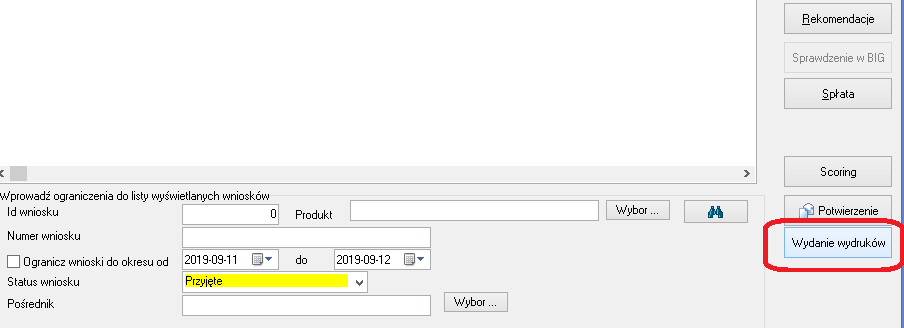 Rekomendacje
Sprawdzenie w BIG
Spłata
Scoring
Potwierzenie
Wydanie wydruków
Wprowadź ograniczenia do listy wyświetlanych wniosków
Id wniosku 0 Produkt Wybor ...
Numer wniosku
Ogranicz wnioski do okresu od 2019-09-11 do 2019-09-12
Status wniosku Przyjęte
Pośrednik Wybor ...